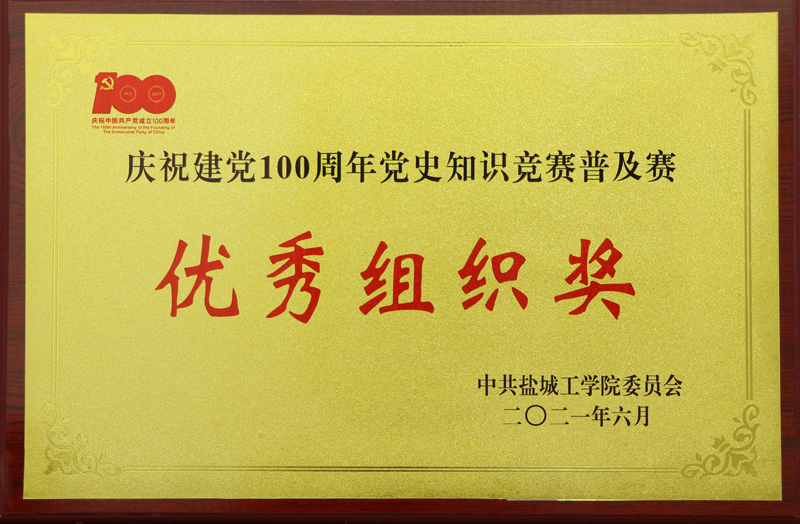 100
1921
2021
庆祝中国共产党成立100周年
The 100th Anniversary of the Founding of
The Communist Party of China
庆祝建党100周年党史知识竞赛普及赛
优秀组织奖
中共盐城工学院委员会
二〇二一年六月